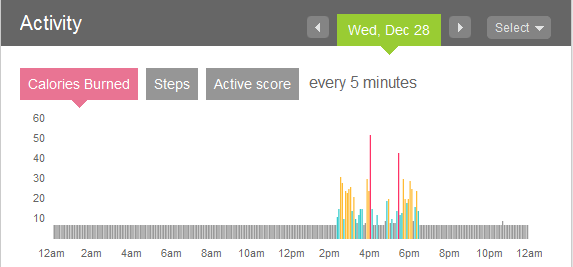 Activity
Wed, Dec 28
Select
Calories Burned Steps Active score every 5 minutes
60
50
40
30
20
10
12am 2am 4am 6am 8am 10am 12pm 2pm 4pm 6pm 8pm 10pm 12am